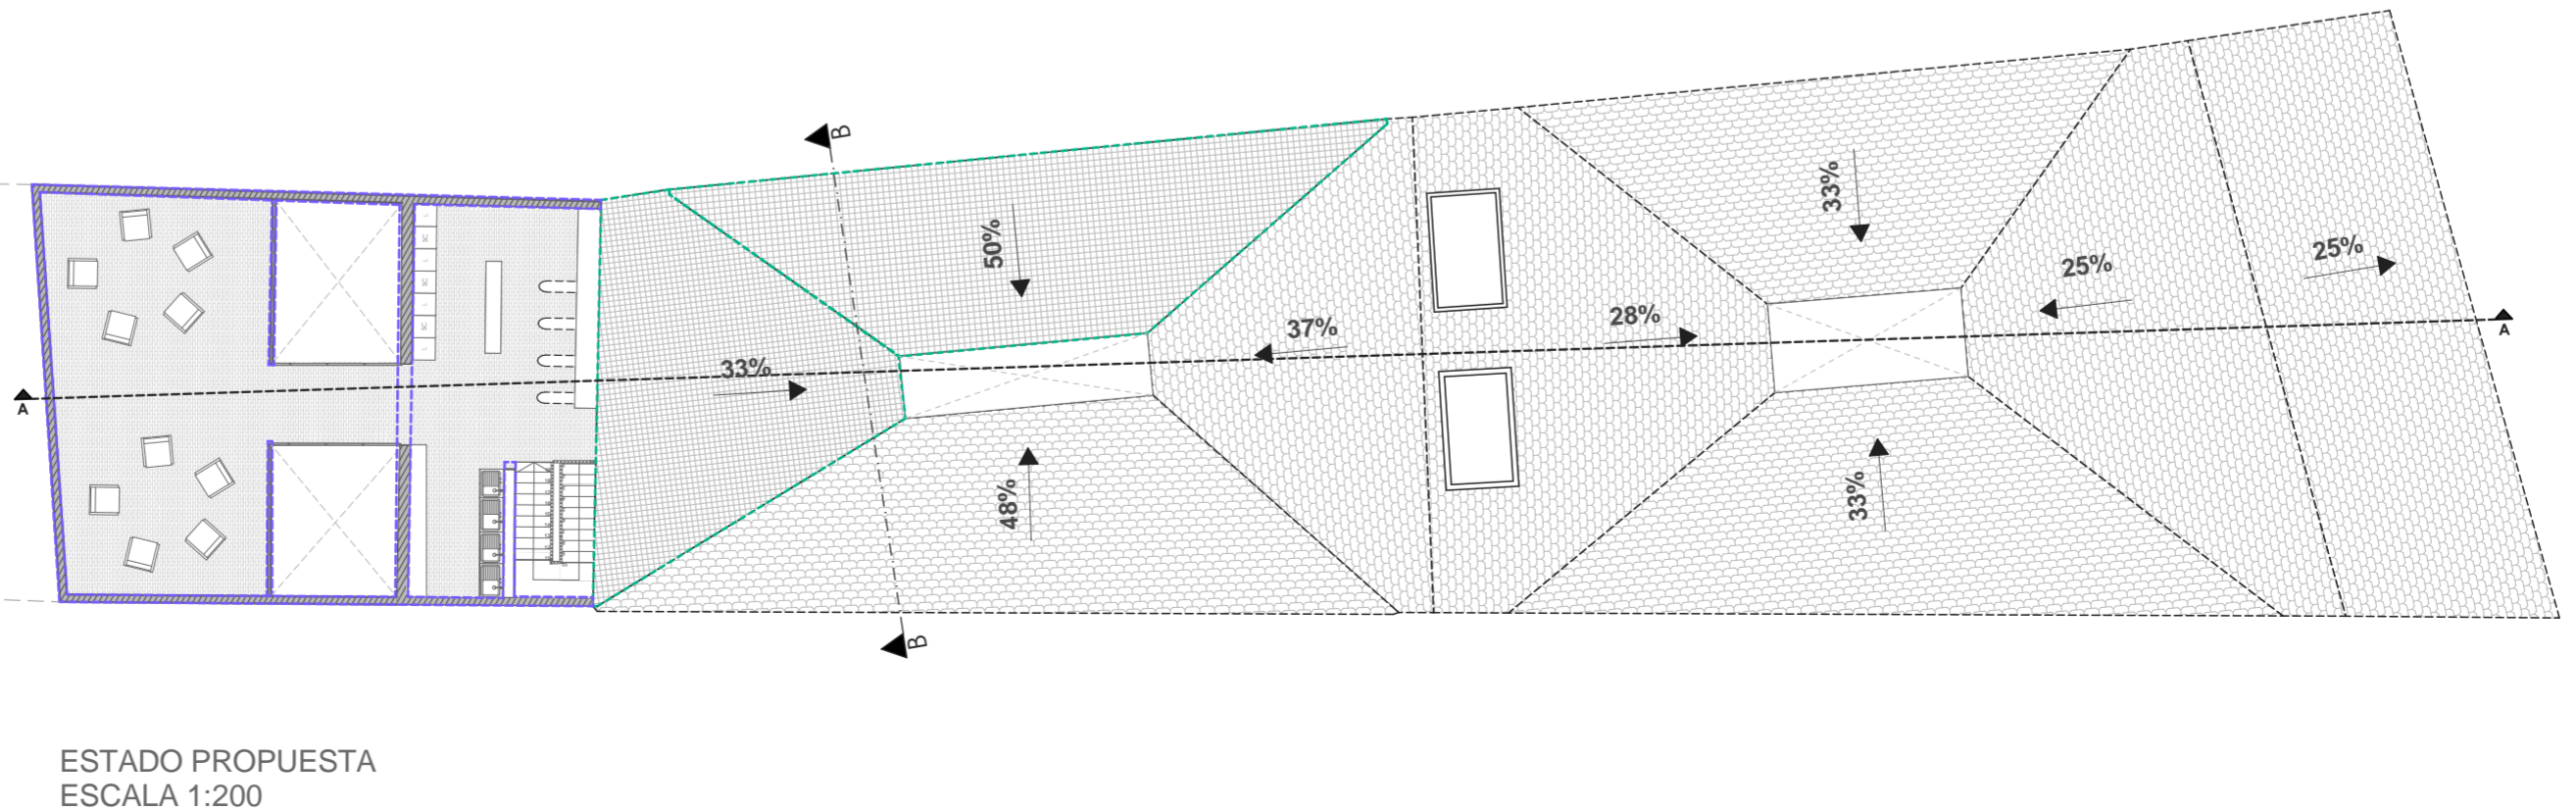 B
50%
33%
33%
37%
28%
25%
25%
A
A
48%
33%
B
ESTADO PROPUESTA
ESCALA 1:200